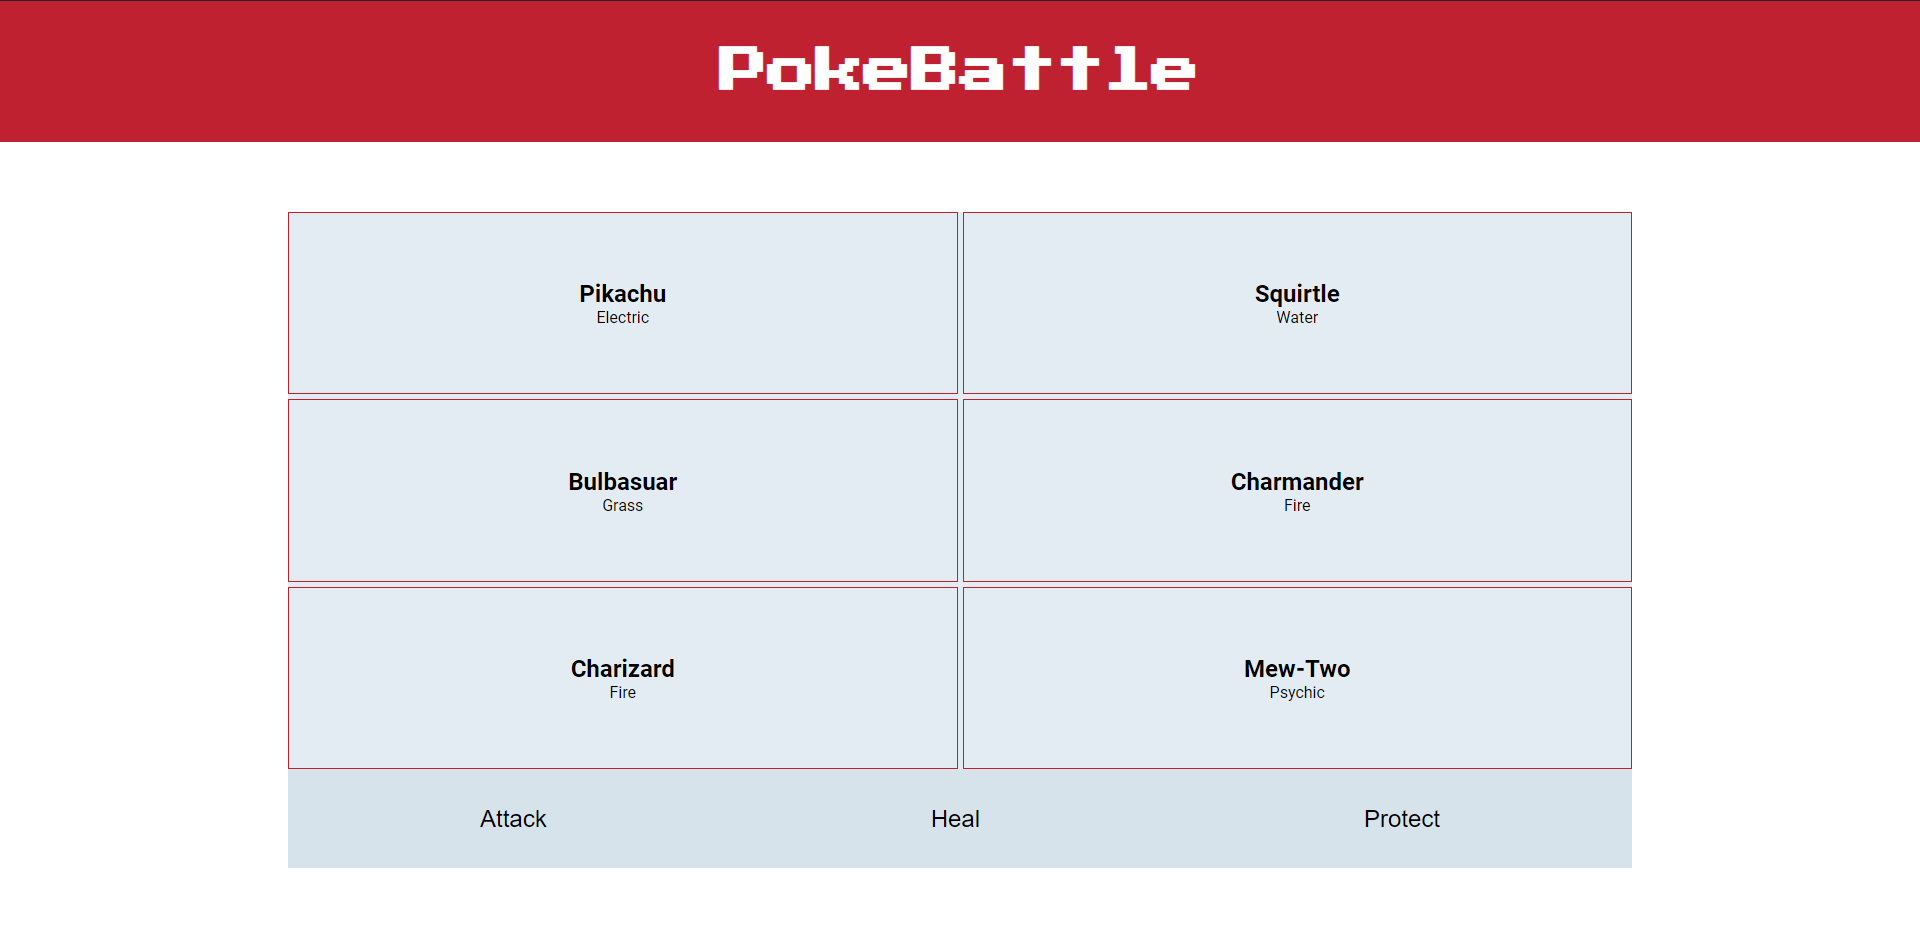 PokeBattle
Pikachu
Electric
Squirtle
Water
Bulbasuar
Grass
Charmander
Fire
Charizard
Fire
Mew-Two
Psychic
Attack Heal Protect